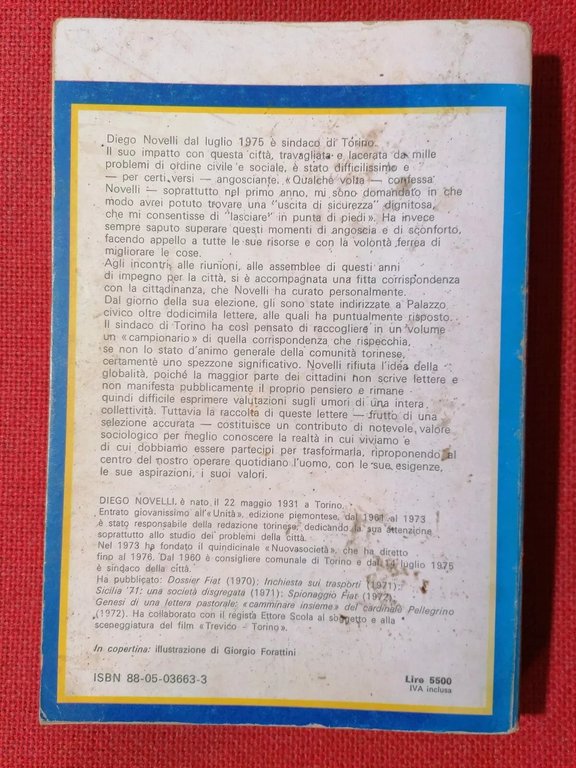 Diego Novelli dal luglio 1975 è sindaco di Torino.
Il suo impatto con questa città, travagliata e lacerata da mille
problemi di ordine civile e sociale, è stato difficilissimo e
— per certi versi — angosciante. «Qualche volta — confessa
Novelli — soprattutto nel primo anno, mi sono domandato in che
modo avrei potuto trovare una "uscita di sicurezza" dignitosa,
che mi consentisse di "lasciare" in punta di piedi». Ha invece
sempre saputo superare questi momenti di angoscia e di sconforto,
facendo appello a tutte le sue risorse e con la volontà ferrea di
migliorare le cose.
Agli incontri, alle riunioni, alle assemblee di questi anni
di impegno per la città, si è accompagnata una fitta corrispondenza
con la cittadinanza, che Novelli ha curato personalmente.
Dal giorno della sua elezione, gli sono state indirizzate a Palazzo
civico oltre dodicimila lettere, alle quali ha puntualmente risposto.
Il sindaco di Torino ha così pensato di raccogliere in un volume
un «campionario» di quella corrispondenza che rispecchia,
se non lo stato d'animo generale della comunità torinese,
certamente uno spezzone significativo. Novelli rifiuta l'idea della
globalità, poiché la maggior parte dei cittadini non scrive lettere e
non manifesta pubblicamente il proprio pensiero e rimane
quindi difficile esprimere valutazioni sugli umori di una intera
collettività. Tuttavia la raccolta di queste lettere — frutto di una
selezione accurata — costituisce un contributo di notevole valore
sociologico per meglio conoscere la realtà in cui viviamo e
di cui dobbiamo essere partecipi per trasformarla, riproponendo al
centro del nostro operare quotidiano l'uomo, con le sue esigenze,
le sue aspirazioni, i suoi valori.
DIEGO NOVELLI, è nato il 22 maggio 1931 a Torino.
Entrato giovanissimo all'«Unità», edizione piemontese, dal 1961 al 1973
è stato responsabile della redazione torinese, dedicando la sua attenzione
soprattutto allo studio dei problemi della città.
Nel 1973 ha fondato il quindicinale «Nuovasocietà», che ha diretto
fino al 1976. Dal 1960 è consigliere comunale di Torino e dal 14 luglio 1975
è sindaco della città.
Ha pubblicato: Dossier Fiat (1970); Inchiesta sui trasporti (1971);
Sicilia '71: una società disgregata (1971); Spionaggio Fiat (1972);
Genesi di una lettera pastorale: «camminare insieme» del cardinale Pellegrino
(1972). Ha collaborato con il regista Ettore Scola al soggetto e alla
sceneggiatura del film «Trevico - Torino».
In copertina: illustrazione di Giorgio Forattini
ISBN 88-05-03663-3
Lire 5500
IVA inclusa